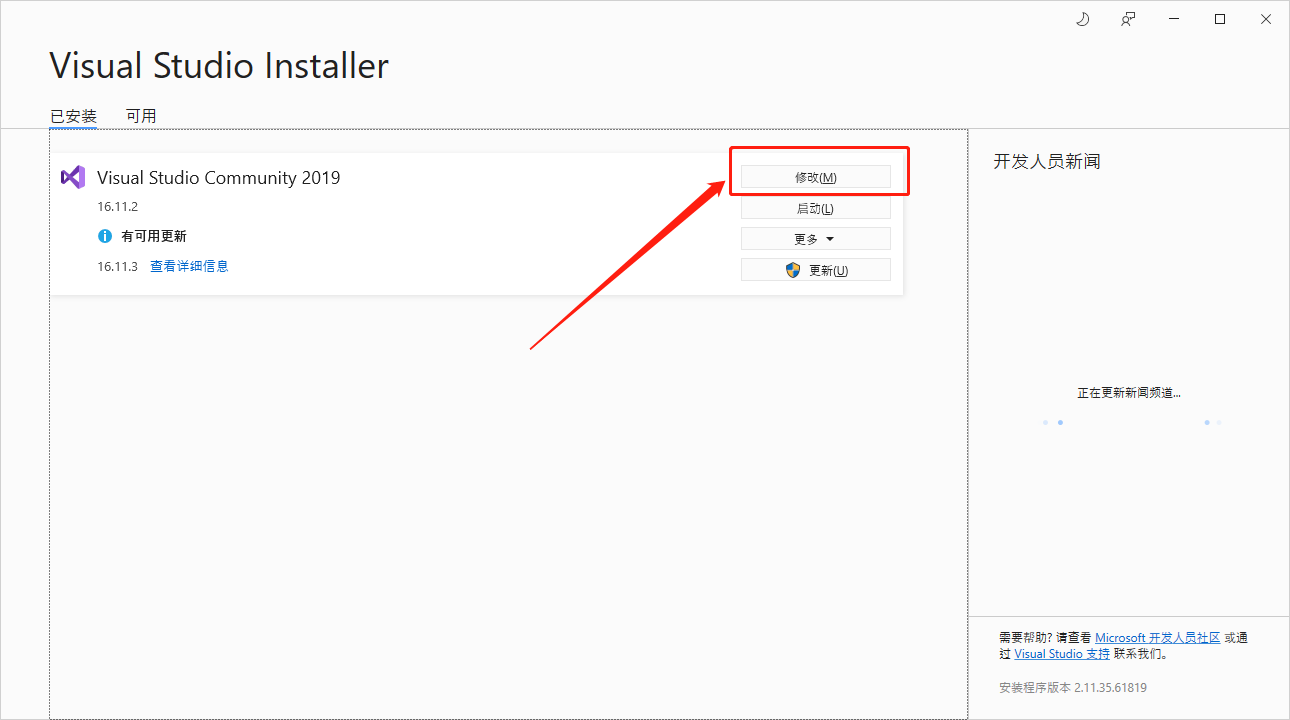 Visual Studio Installer
已安装
可用
Visual Studio Community 2019
16.11.2
有可用更新
16.11.3 查看详细信息
修改(M)
启动(L)
更多
更新(U)
开发人员新闻
正在更新新闻频道...
需要帮助? 请查看 Microsoft 开发人员社区 或通
过 Visual Studio 支持 联系我们。
安装程序版本 2.11.35.61819